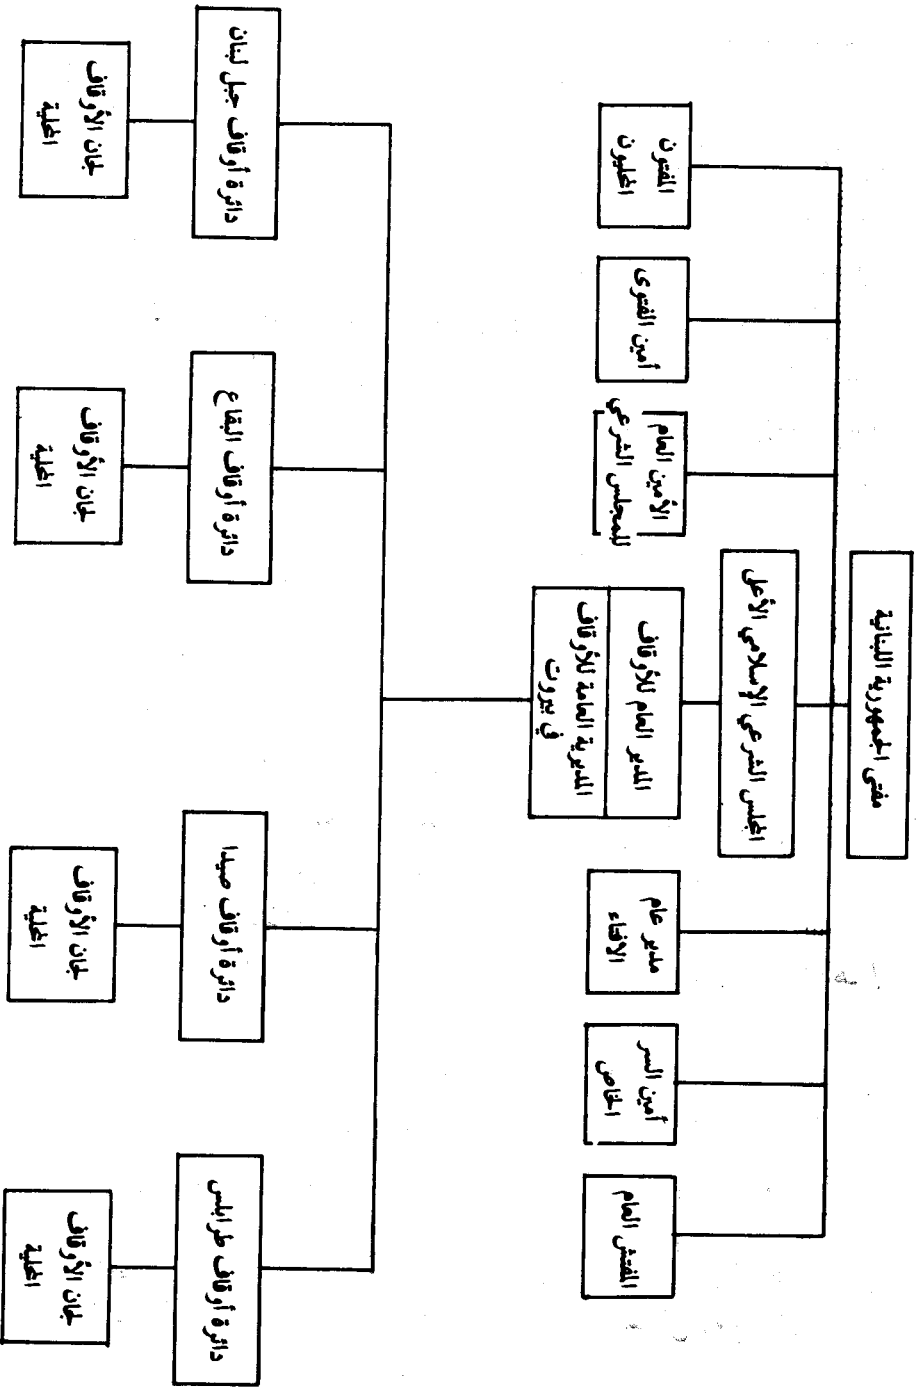 مفتي الجمهورية اللبنانية
المجلس الشرعي الإسلامي الأعلى
المفتش العام
أمين السر
الخاص
مدير عام
الافتاء
المدير العام للأوقاف
المديرية العامة للأوقاف
في بيروت
الأمين العام
للمجلس الشرعي
أمين الفتوى
المفتون
المحليون
دائرة أوقاف طرابلس
دائرة أوقاف صيدا
دائرة أوقاف البقاع
دائرة أوقاف جبل لبنان
لجان الأوقاف
المحلية
لجان الأوقاف
المحلية
لجان الأوقاف
المحلية
لجان الأوقاف
المحلية